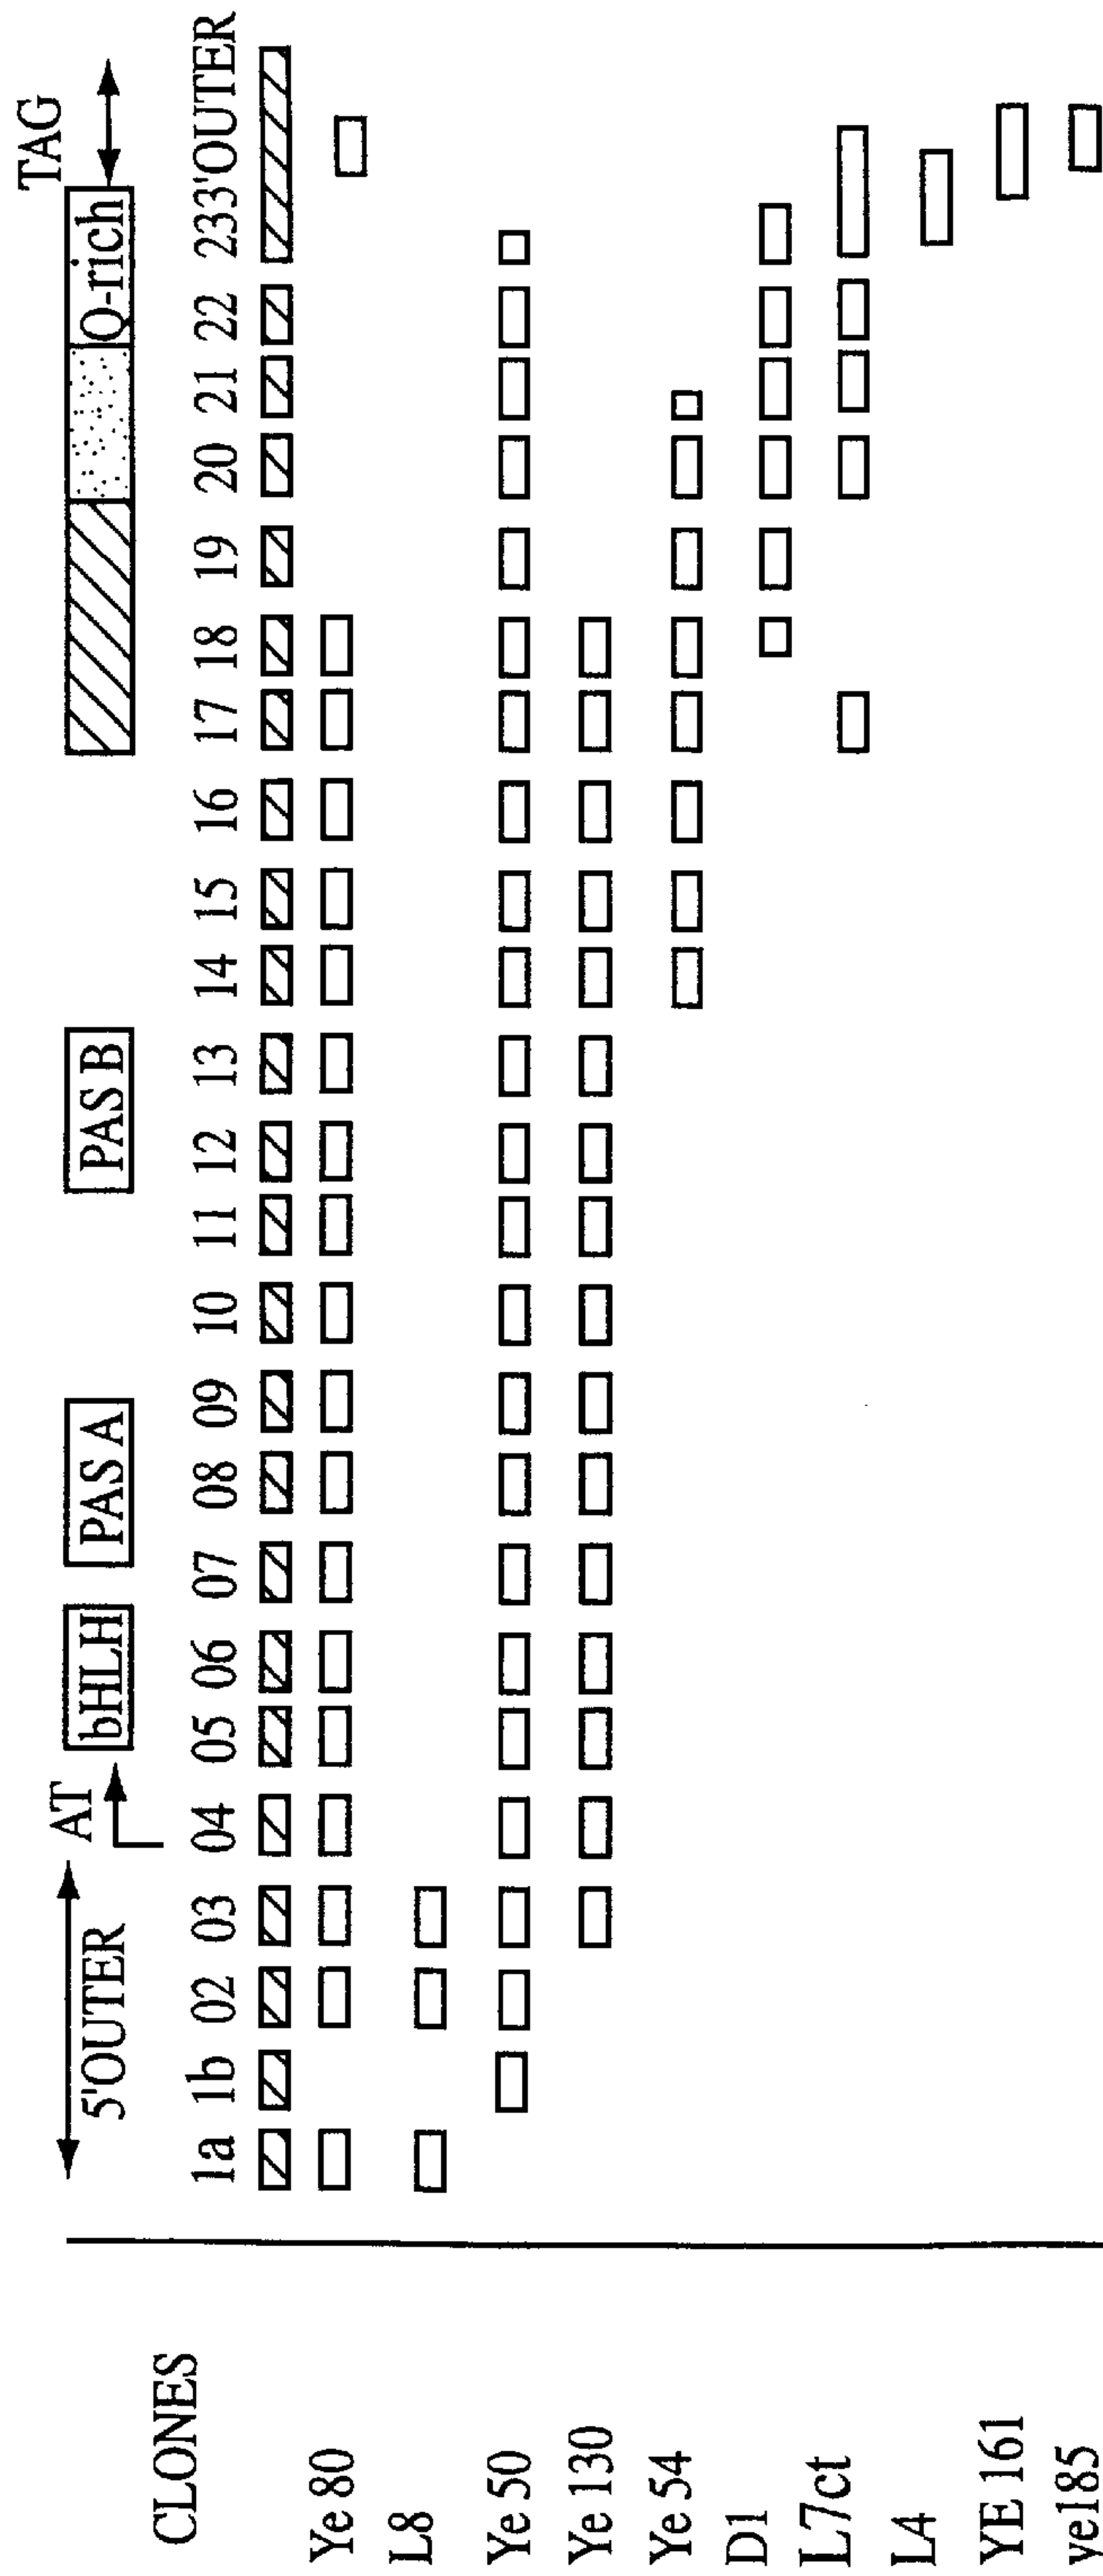 5'OUTER AT TAG
bHLH PAS A PAS B Q-rich
CLONES 1a 1b 02 03 04 05 06 07 08 09 10 11 12 13 14 15 16 17 18 19 20 21 22 233'OUTER
Ye 80
L8
Ye 50
Ye 130
Ye 54
D1
L7ct
L4
YE 161
ye185